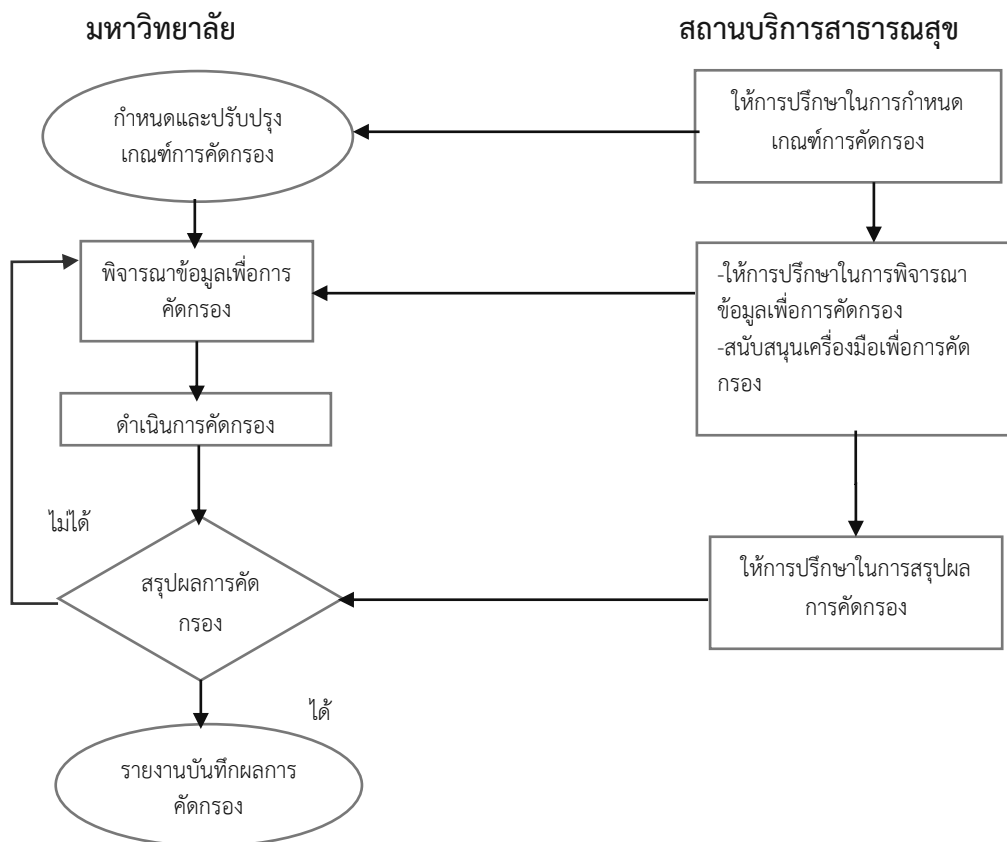 มหาวิทยาลัย
สถานบริการสาธารณสุข
กำหนดและปรับปรุง
เกณฑ์การคัดกรอง
ให้การปรึกษาในการกำหนด
เกณฑ์การคัดกรอง
พิจารณาข้อมูลเพื่อการ
คัดกรอง
-ให้การปรึกษาในการพิจารณา
ข้อมูลเพื่อการคัดกรอง
-สนับสนุนเครื่องมือเพื่อการคัด
กรอง
ดำเนินการคัดกรอง
ไม่ได้
สรุปผลการคัด
กรอง
ให้การปรึกษาในการสรุปผล
การคัดกรอง
ได้
รายงานบันทึกผลการ
คัดกรอง